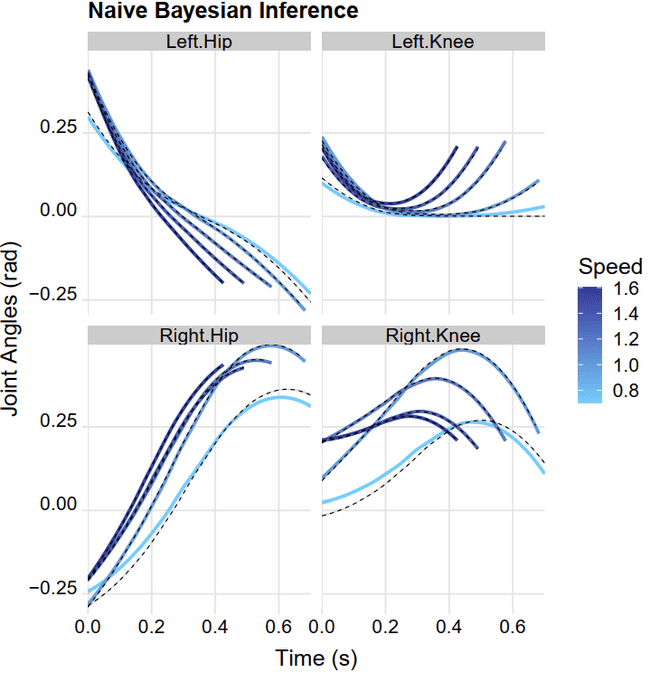 Naive Bayesian Inference
Left.Hip
Left.Knee
0.25
0.00
−0.25
Right.Hip
Right.Knee
0.25
0.00
−0.25
0.0 0.2 0.4 0.6
0.0 0.2 0.4 0.6
Time (s)
Joint Angles (rad)
Speed
1.6
1.4
1.2
1.0
0.8